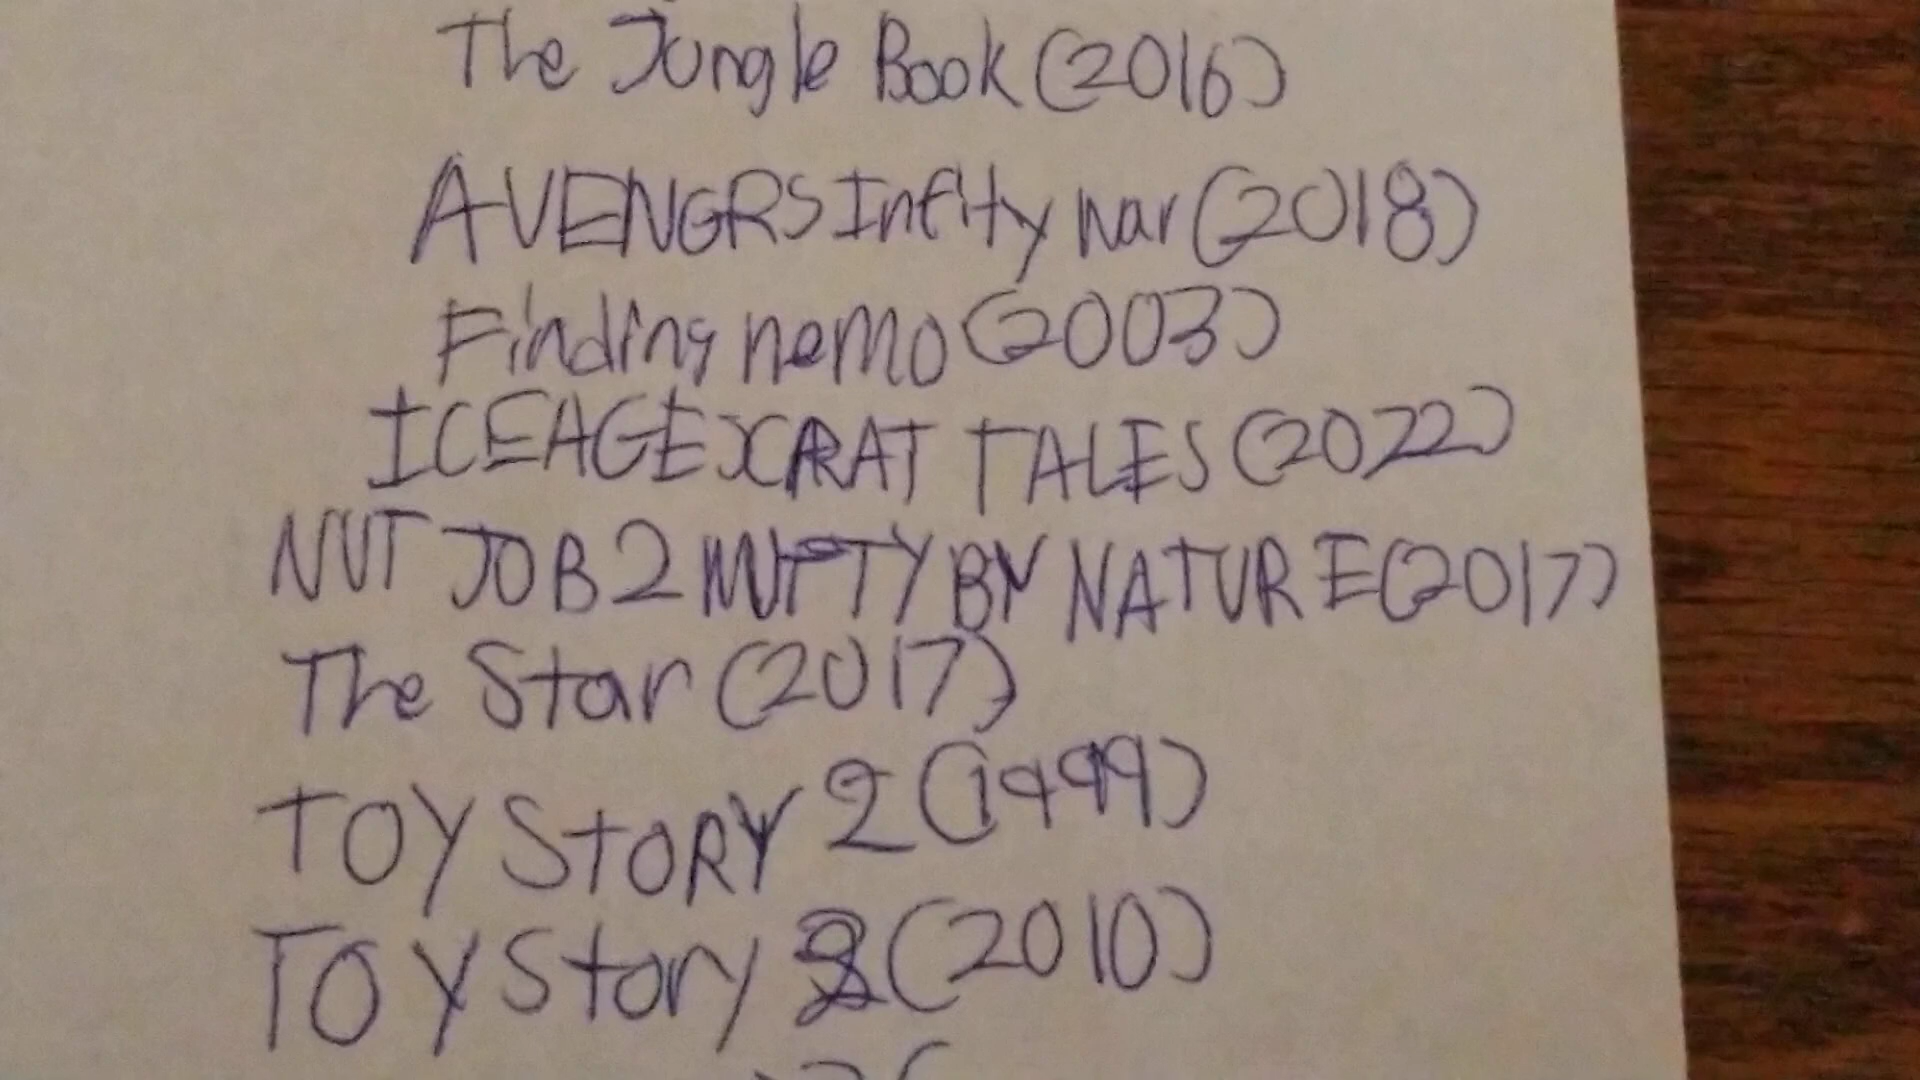 The Jungle Book (2016)
AVENGRS Infity war (2018)
Finding nemo (2003)
ICEAGE SCRAT TALES (2022)
NUT JOB 2 NUTTY BY NATURE (2017)
The Star (2017)
TOY STORY 2 (1999)
TOY Story 3 (2010)